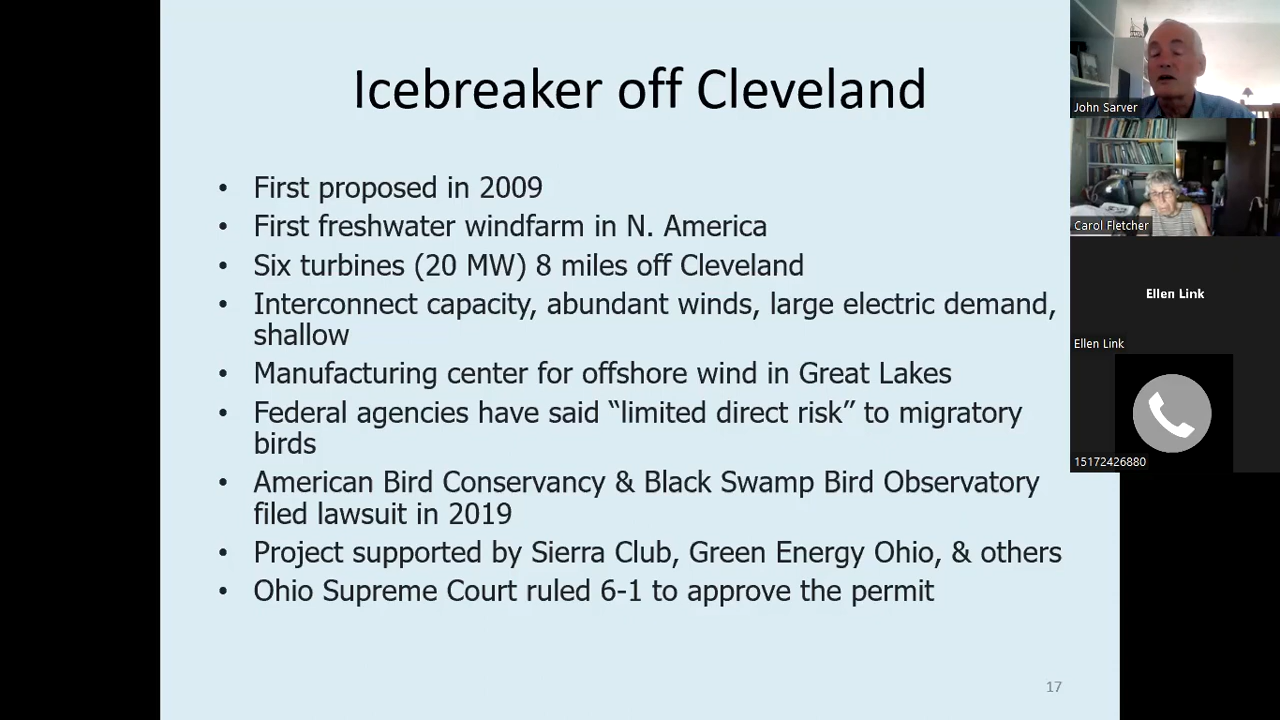 Icebreaker off Cleveland
• First proposed in 2009
• First freshwater windfarm in N. America
• Six turbines (20 MW) 8 miles off Cleveland
• Interconnect capacity, abundant winds, large electric demand,
shallow
• Manufacturing center for offshore wind in Great Lakes
• Federal agencies have said “limited direct risk” to migratory
birds
• American Bird Conservancy & Black Swamp Bird Observatory
filed lawsuit in 2019
• Project supported by Sierra Club, Green Energy Ohio, & others
• Ohio Supreme Court ruled 6-1 to approve the permit
17
John Sarver
Carol Fletcher
Ellen Link
Ellen Link
15172426880